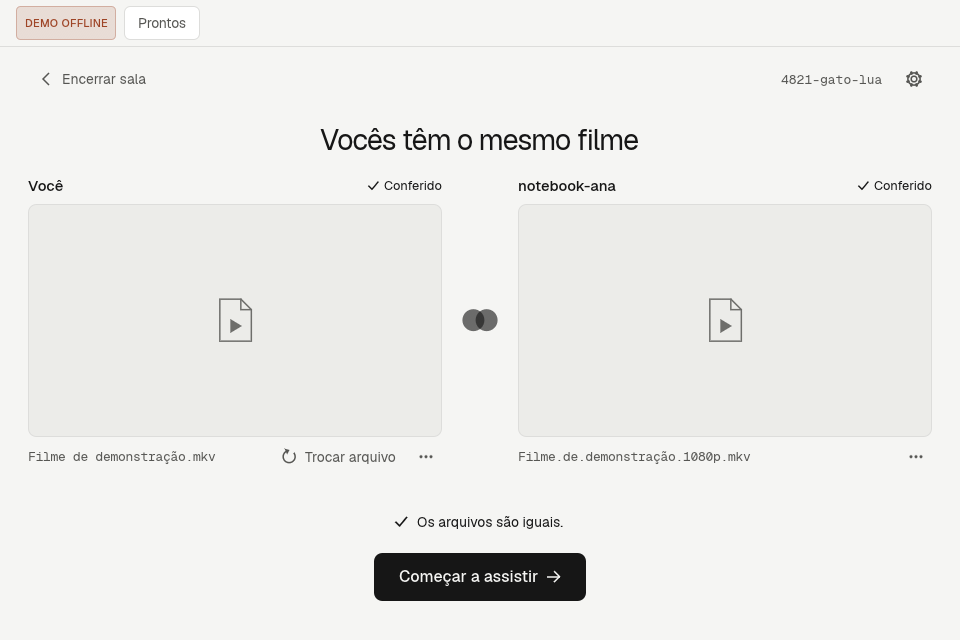 DEMO OFFLINE
Prontos
Encerrar sala
4821-gato-lua
Vocês têm o mesmo filme
Você
Conferido
notebook-ana
Conferido
Filme de demonstração.mkv
Trocar arquivo
Filme.de.demonstração.1080p.mkv
Os arquivos são iguais.
Começar a assistir